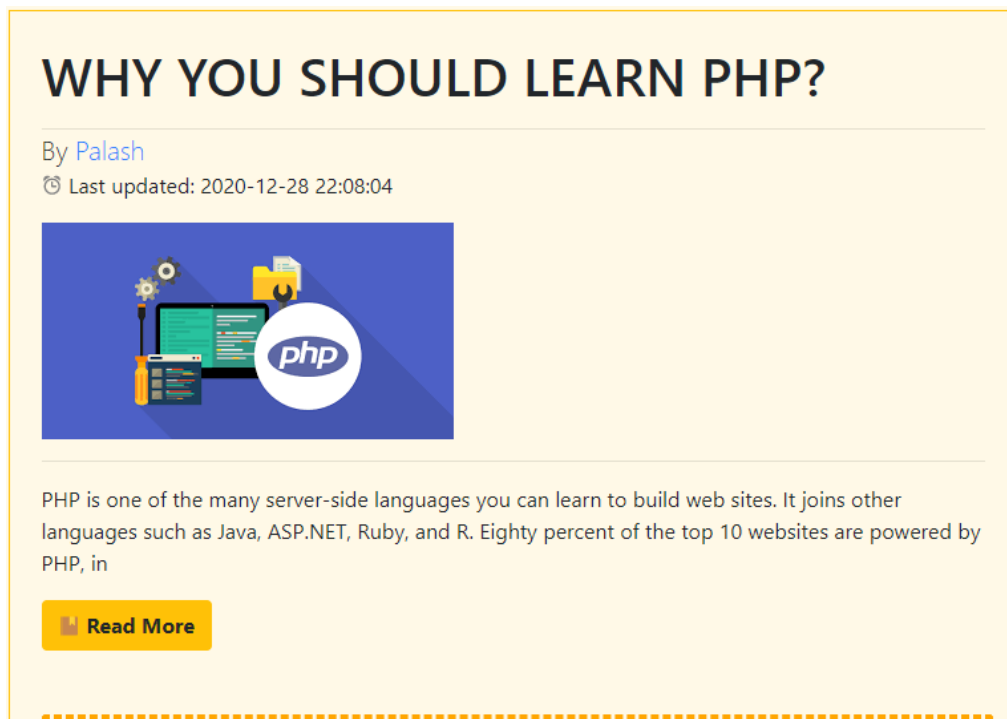 WHY YOU SHOULD LEARN PHP?
By Palash
Last updated: 2020-12-28 22:08:04
php
PHP is one of the many server-side languages you can learn to build web sites. It joins other
languages such as Java, ASP.NET, Ruby, and R. Eighty percent of the top 10 websites are powered by
PHP, in
Read More